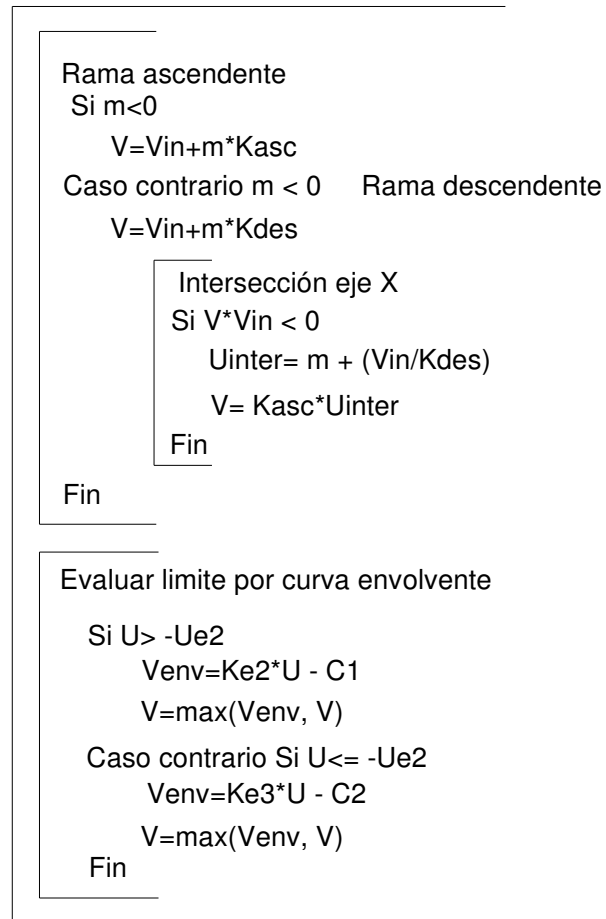 Rama ascendente
Si m<0
V=Vin+m*Kasc
Caso contrario m < 0 Rama descendente
V=Vin+m*Kdes
Intersección eje X
Si V*Vin < 0
Uinter= m + (Vin/Kdes)
V= Kasc*Uinter
Fin
Fin
Evaluar limite por curva envolvente
Si U> -Ue2
Venv=Ke2*U - C1
V=max(Venv, V)
Caso contrario Si U<= -Ue2
Venv=Ke3*U - C2
V=max(Venv, V)
Fin